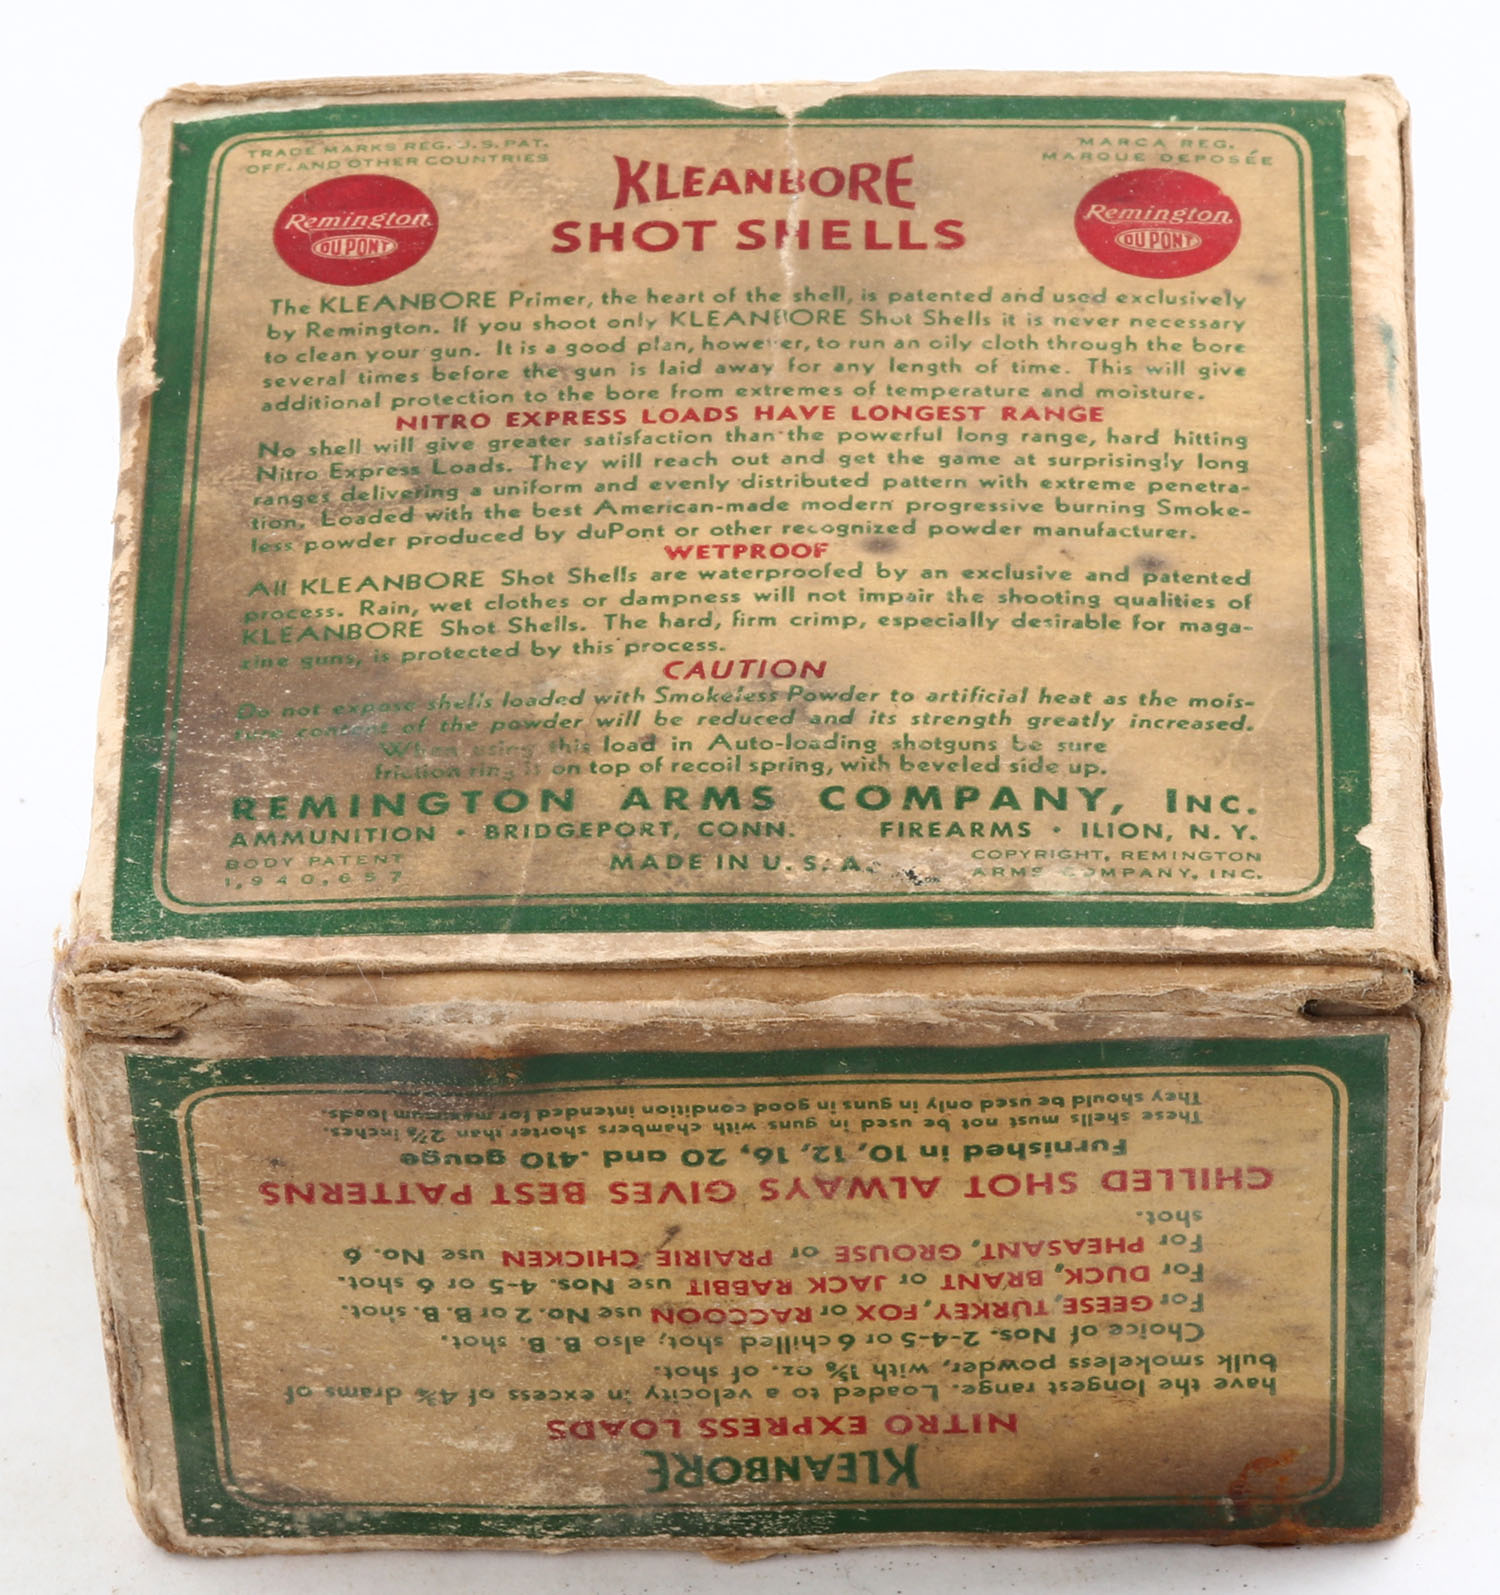 TRADE MARKS REG. U.S. PAT.
OFF. AND OTHER COUNTRIES
MARCA REG.
MARQUE DEPOSÉE
Remington
DU PONT
KLEANBORE
SHOT SHELLS
Remington
DU PONT
The KLEANBORE Primer, the heart of the shell, is patented and used exclusively
by Remington. If you shoot only KLEANBORE Shot Shells it is never necessary
to clean your gun. It is a good plan, however, to run an oily cloth through the bore
several times before the gun is laid away for any length of time. This will give
additional protection to the bore from extremes of temperature and moisture.
NITRO EXPRESS LOADS HAVE LONGEST RANGE
No shell will give greater satisfaction than the powerful long range, hard hitting
Nitro Express Loads. They will reach out and get the game at surprisingly long
ranges delivering a uniform and evenly distributed pattern with extreme penetra-
tion. Loaded with the best American-made modern progressive burning Smoke-
less powder produced by duPont or other recognized powder manufacturer.
WETPROOF
All KLEANBORE Shot Shells are waterproofed by an exclusive and patented
process. Rain, wet clothes or dampness will not impair the shooting qualities of
KLEANBORE Shot Shells. The hard, firm crimp, especially desirable for maga-
zine guns, is protected by this process.
CAUTION
Do not expose shells loaded with Smokeless Powder to artificial heat as the mois-
ture content of the powder will be reduced and its strength greatly increased.
When using this load in Auto-loading shotguns be sure
friction ring is on top of recoil spring, with beveled side up.
REMINGTON ARMS COMPANY, INC.
AMMUNITION • BRIDGEPORT, CONN. FIREARMS • ILION, N. Y.
BODY PATENT
1,940,657
MADE IN U. S. A.
COPYRIGHT, REMINGTON
ARMS COMPANY, INC.
KLEANBORE
NITRO EXPRESS LOADS
have the longest range. Loaded to a velocity in excess of 4¾ drams of
bulk smokeless powder, with 1⅝ oz. of shot.
Choice of Nos. 2-4-5 or 6 chilled shot; also B. B. shot.
For GEESE, TURKEY, FOX or RACCOON use No. 2 or B. B. shot.
For DUCK, BRANT or JACK RABBIT use Nos. 4-5 or 6 shot.
For PHEASANT, GROUSE or PRAIRIE CHICKEN use No. 6
shot.
CHILLED SHOT ALWAYS GIVES BEST PATTERNS
Furnished in 10, 12, 16, 20 and .410 gauge
These shells must not be used in guns with chambers shorter than 2⅞ inches.
They should be used only in guns in good condition intended for maximum loads.